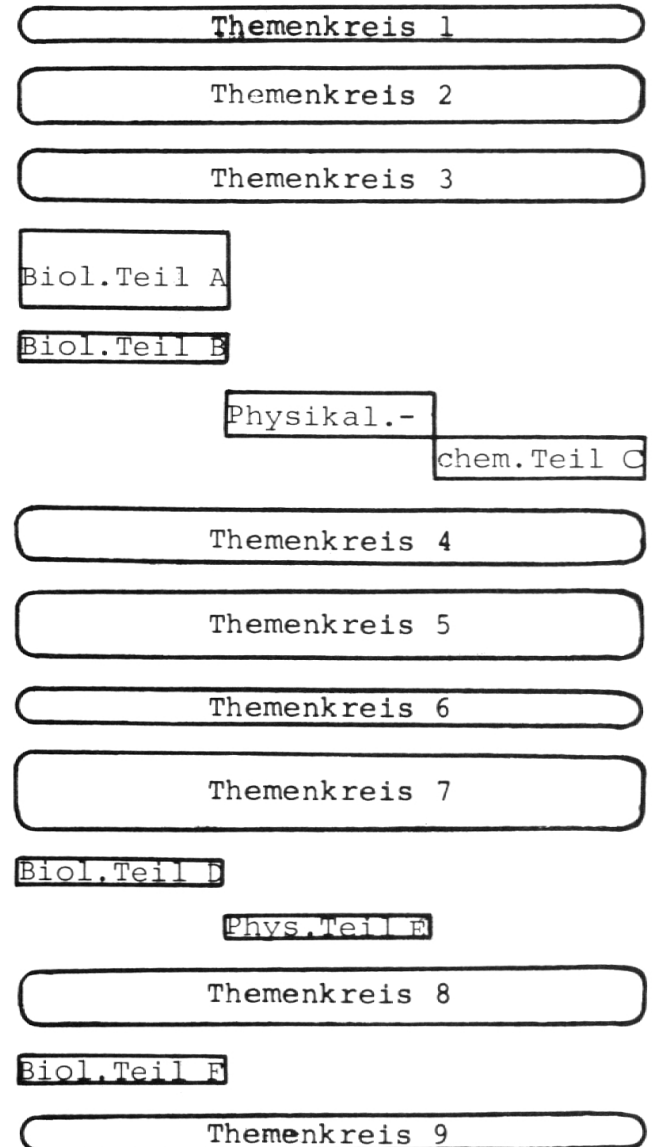 Themenkreis 1
Themenkreis 2
Themenkreis 3
Biol.Teil A
Biol.Teil B
Physikal.-
chem.Teil C
Themenkreis 4
Themenkreis 5
Themenkreis 6
Themenkreis 7
Biol.Teil D
Phys.Teil E
Themenkreis 8
Biol.Teil F
Themenkreis 9